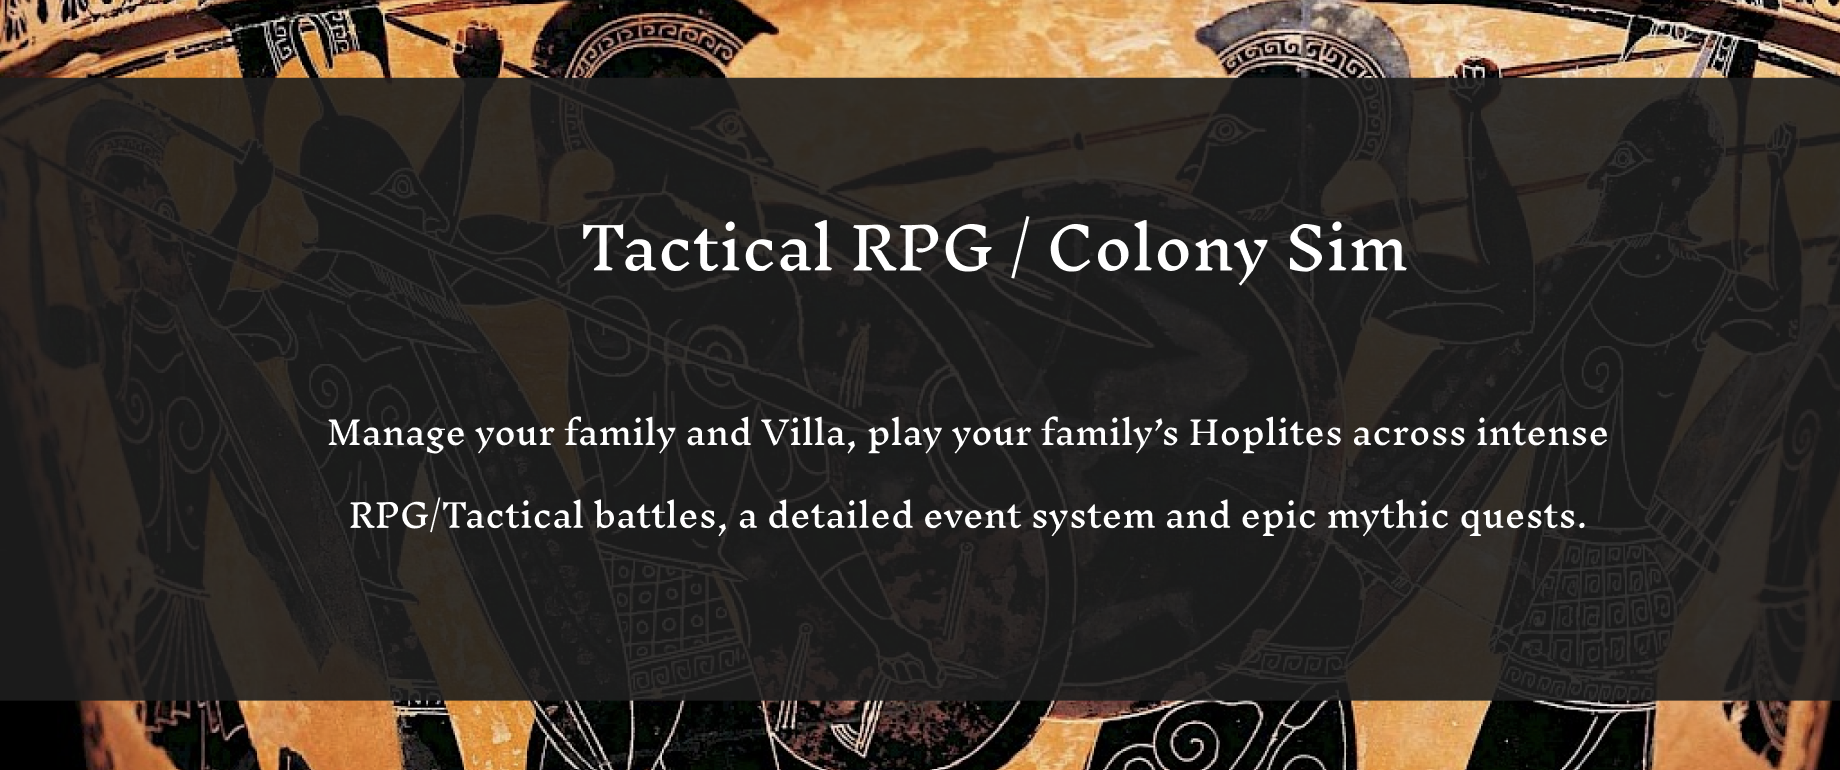 Tactical RPG / Colony Sim
Manage your family and Villa, play your family’s Hoplites across intense
RPG/Tactical battles, a detailed event system and epic mythic quests.